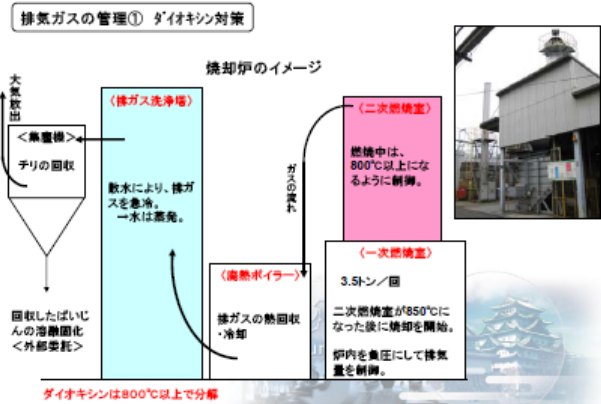 排気ガスの管理① ダイオキシン対策
焼却炉のイメージ
大気放出
＜集塵機＞
チリの回収
回収したばいじ
んの溶融固化
＜外部委託＞
〈排ガス洗浄塔〉
散水により、排ガ
スを急冷。
→水は蒸発。
〈廃熱ボイラー〉
排ガスの熱回収
・冷却
ガスの流れ
〈二次燃焼室〉
燃焼中は、
800℃以上にな
るように制御。
〈一次燃焼室〉
3.5トン／回
二次燃焼室が850℃に
なった後に焼却を開始。
炉内を負圧にして排気
量を制御。
ダイオキシンは800℃以上で分解